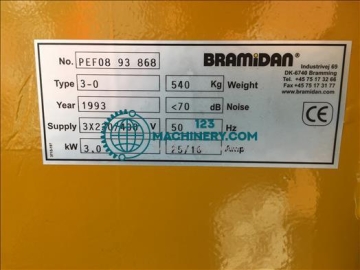 No. PEF08 93 868
BRAMIDAN
Industrivej 65
DK-6740 Bramming
Tel +45 75 17 32 66
Fax +45 75 17 31 77
www.bramidan.com
Type 3-0 540 Kg Weight
Year 1993 <70 dB Noise
Supply 3X230/400 V 50 Hz
kW 3.0 25/16 Amp
CE
123
MACHINERY.COM